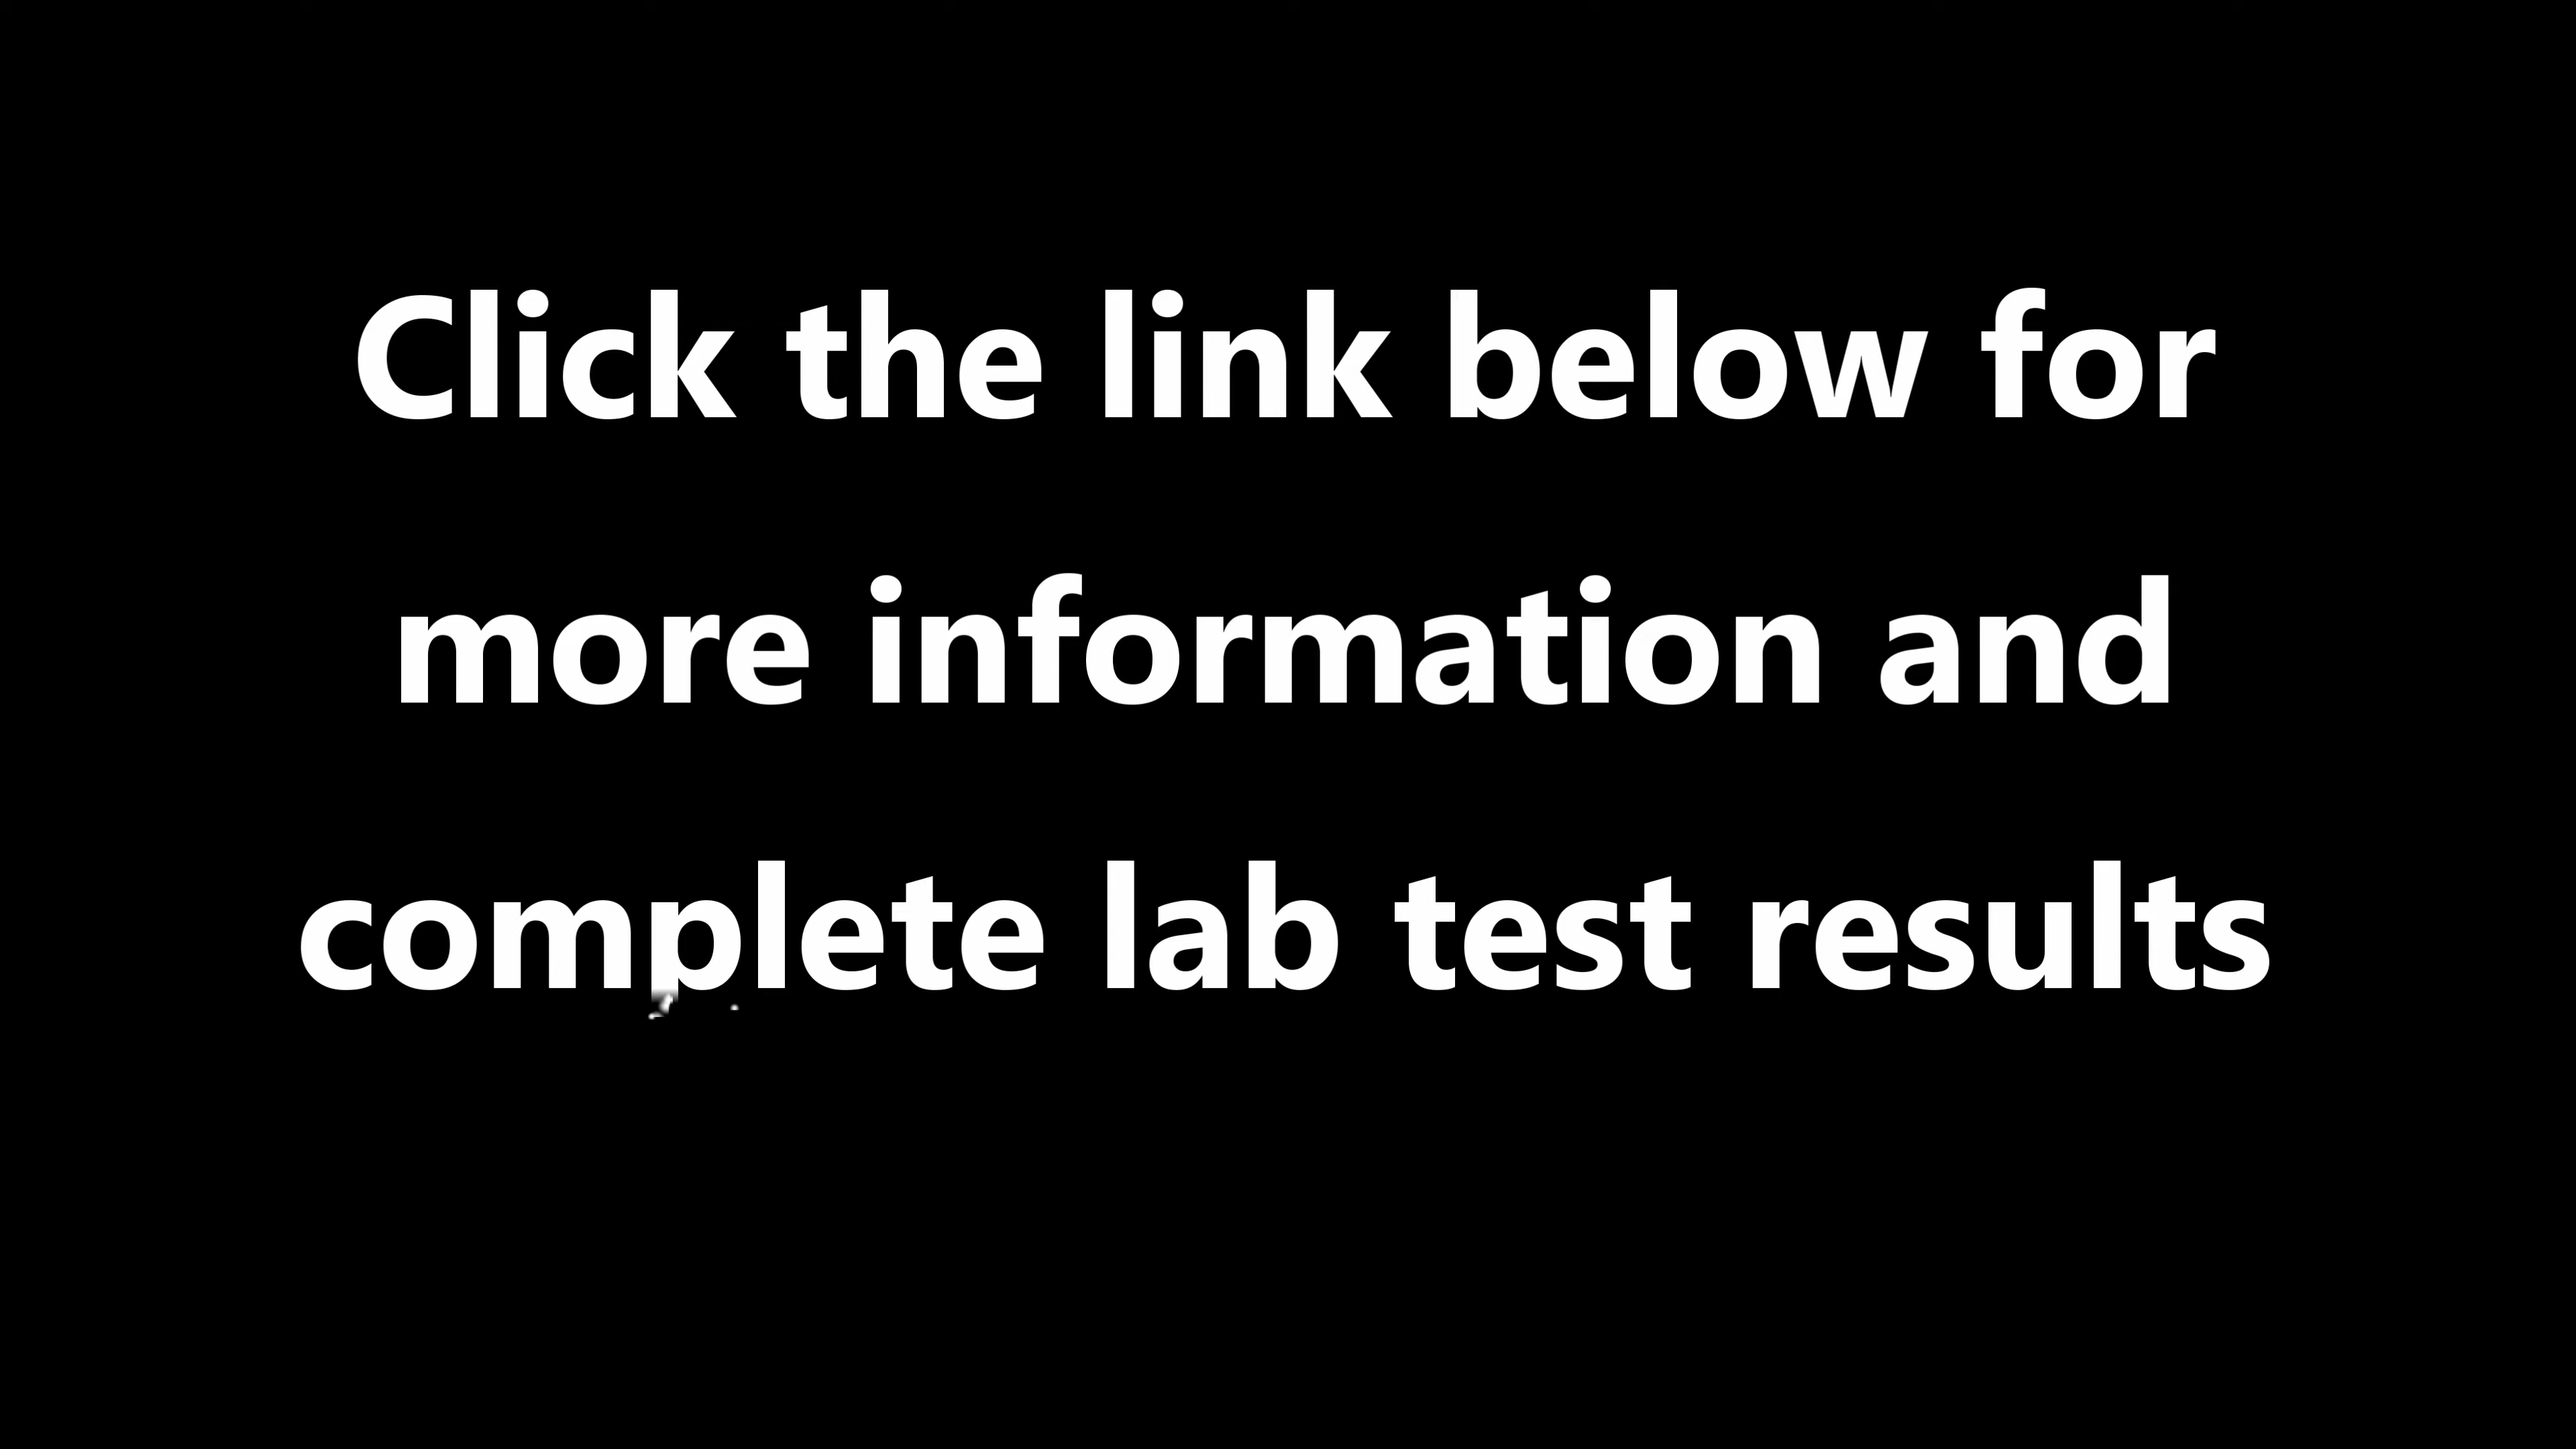 Click the link below for
more information and
complete lab test results